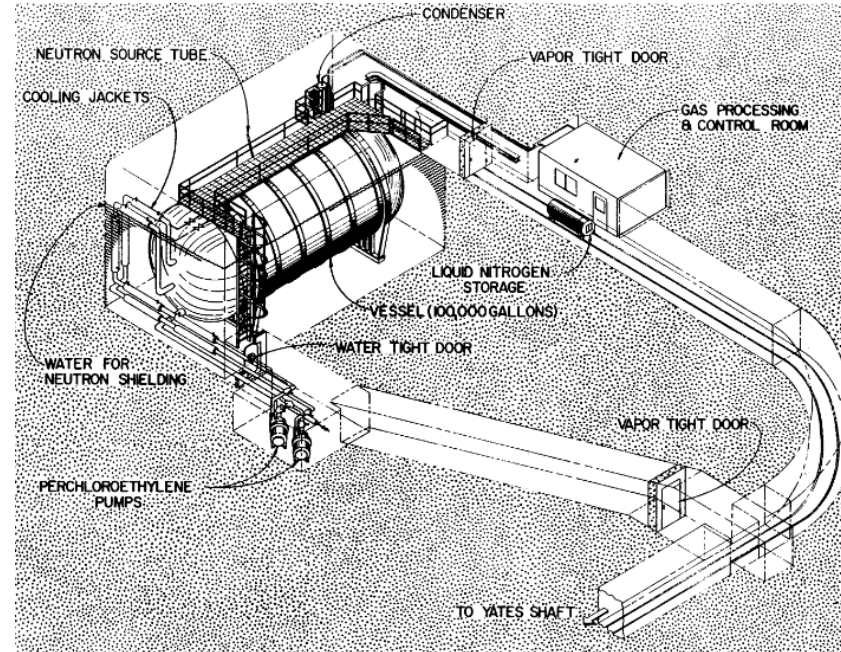 CONDENSER
NEUTRON SOURCE TUBE
VAPOR TIGHT DOOR
COOLING JACKETS
GAS PROCESSING
& CONTROL ROOM
LIQUID NITROGEN
STORAGE
VESSEL (100,000 GALLONS)
WATER TIGHT DOOR
WATER FOR
NEUTRON SHIELDING
VAPOR TIGHT DOOR
PERCHLOROETHYLENE
PUMPS
TO YATES SHAFT